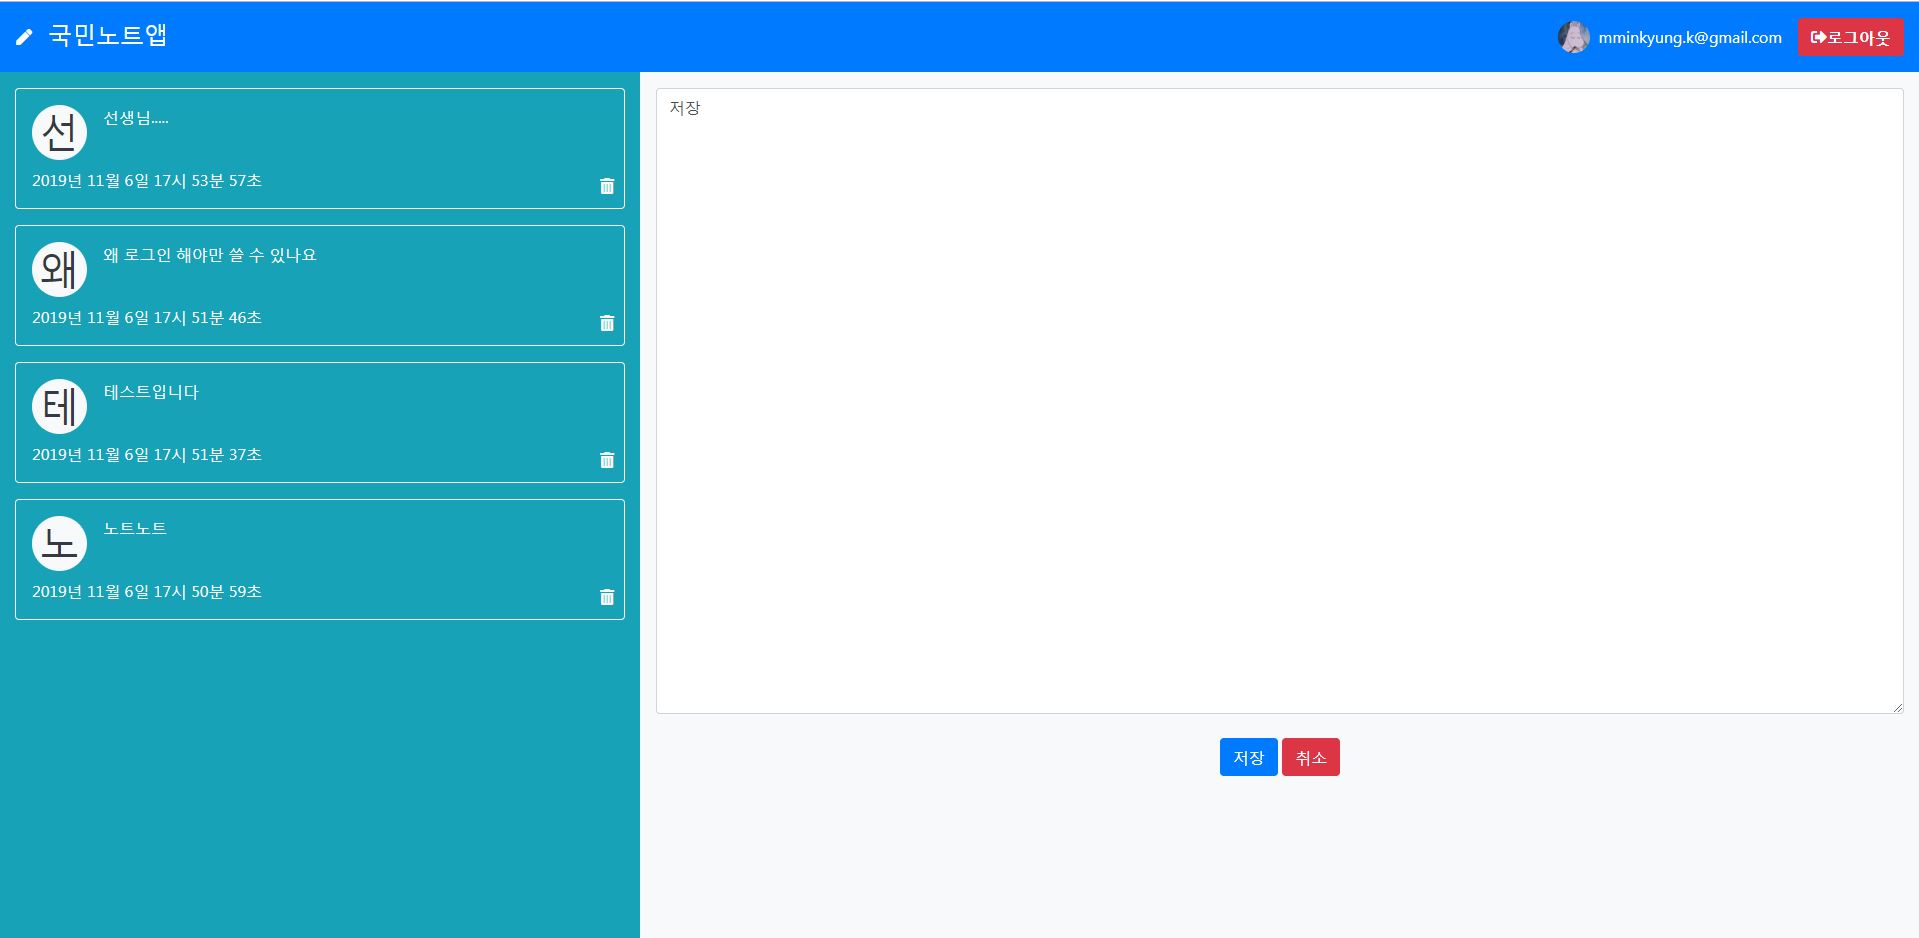 국민노트앱
mminkyung.k@gmail.com
로그아웃
선
선생님.....
2019년 11월 6일 17시 53분 57초
왜
왜 로그인 해야만 쓸 수 있나요
2019년 11월 6일 17시 51분 46초
테
테스트입니다
2019년 11월 6일 17시 51분 37초
노
노트노트
2019년 11월 6일 17시 50분 59초
저장
저장
취소